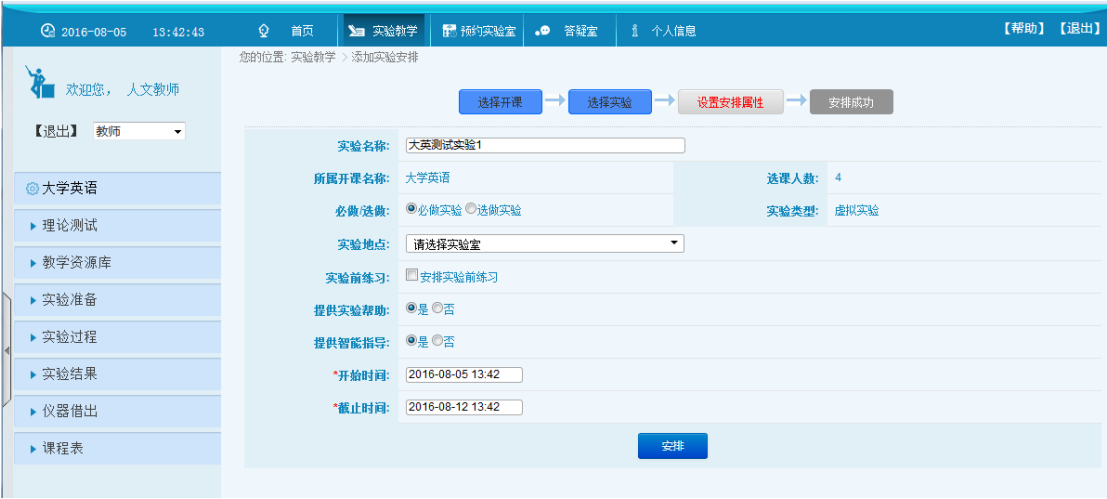 2016-08-05 13:42:43 首页 实验教学 预约实验室 答疑室 个人信息 【帮助】 【退出】
您的位置: 实验教学 > 添加实验安排
欢迎您, 人文教师
【退出】 教师
大学英语
理论测试
教学资源库
实验准备
实验过程
实验结果
仪器借出
课程表
选择开课 选择实验 设置安排属性 安排成功
实验名称: 大英测试实验1
所属开课名称: 大学英语 选课人数: 4
必做/选做: 必做实验 选做实验 实验类型: 虚拟实验
实验地点: 请选择实验室
实验前练习: 安排实验前练习
提供实验帮助: 是 否
提供智能指导: 是 否
*开始时间: 2016-08-05 13:42
*截止时间: 2016-08-12 13:42
安排